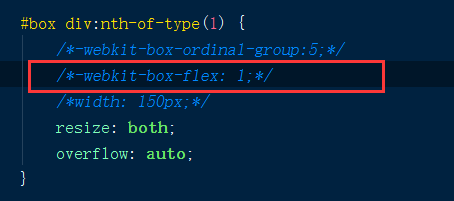 #box div:nth-of-type(1) {
/*-webkit-box-ordinal-group:5;*/
/*-webkit-box-flex: 1;*/
/*width: 150px;*/
resize: both;
overflow: auto;
}